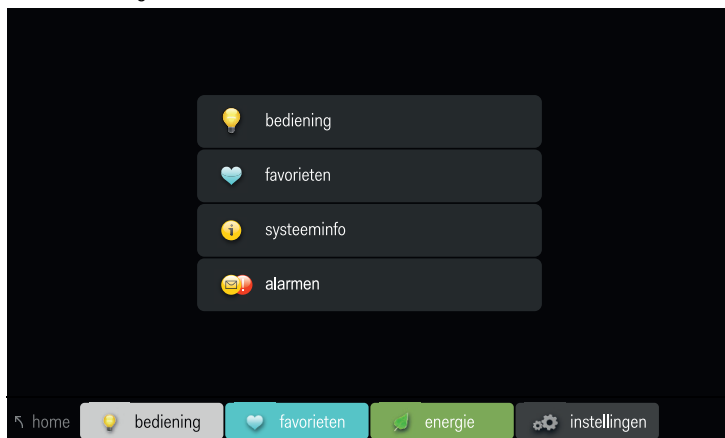 bediening
favorieten
systeeminfo
alarmen
home bediening favorieten energie instellingen